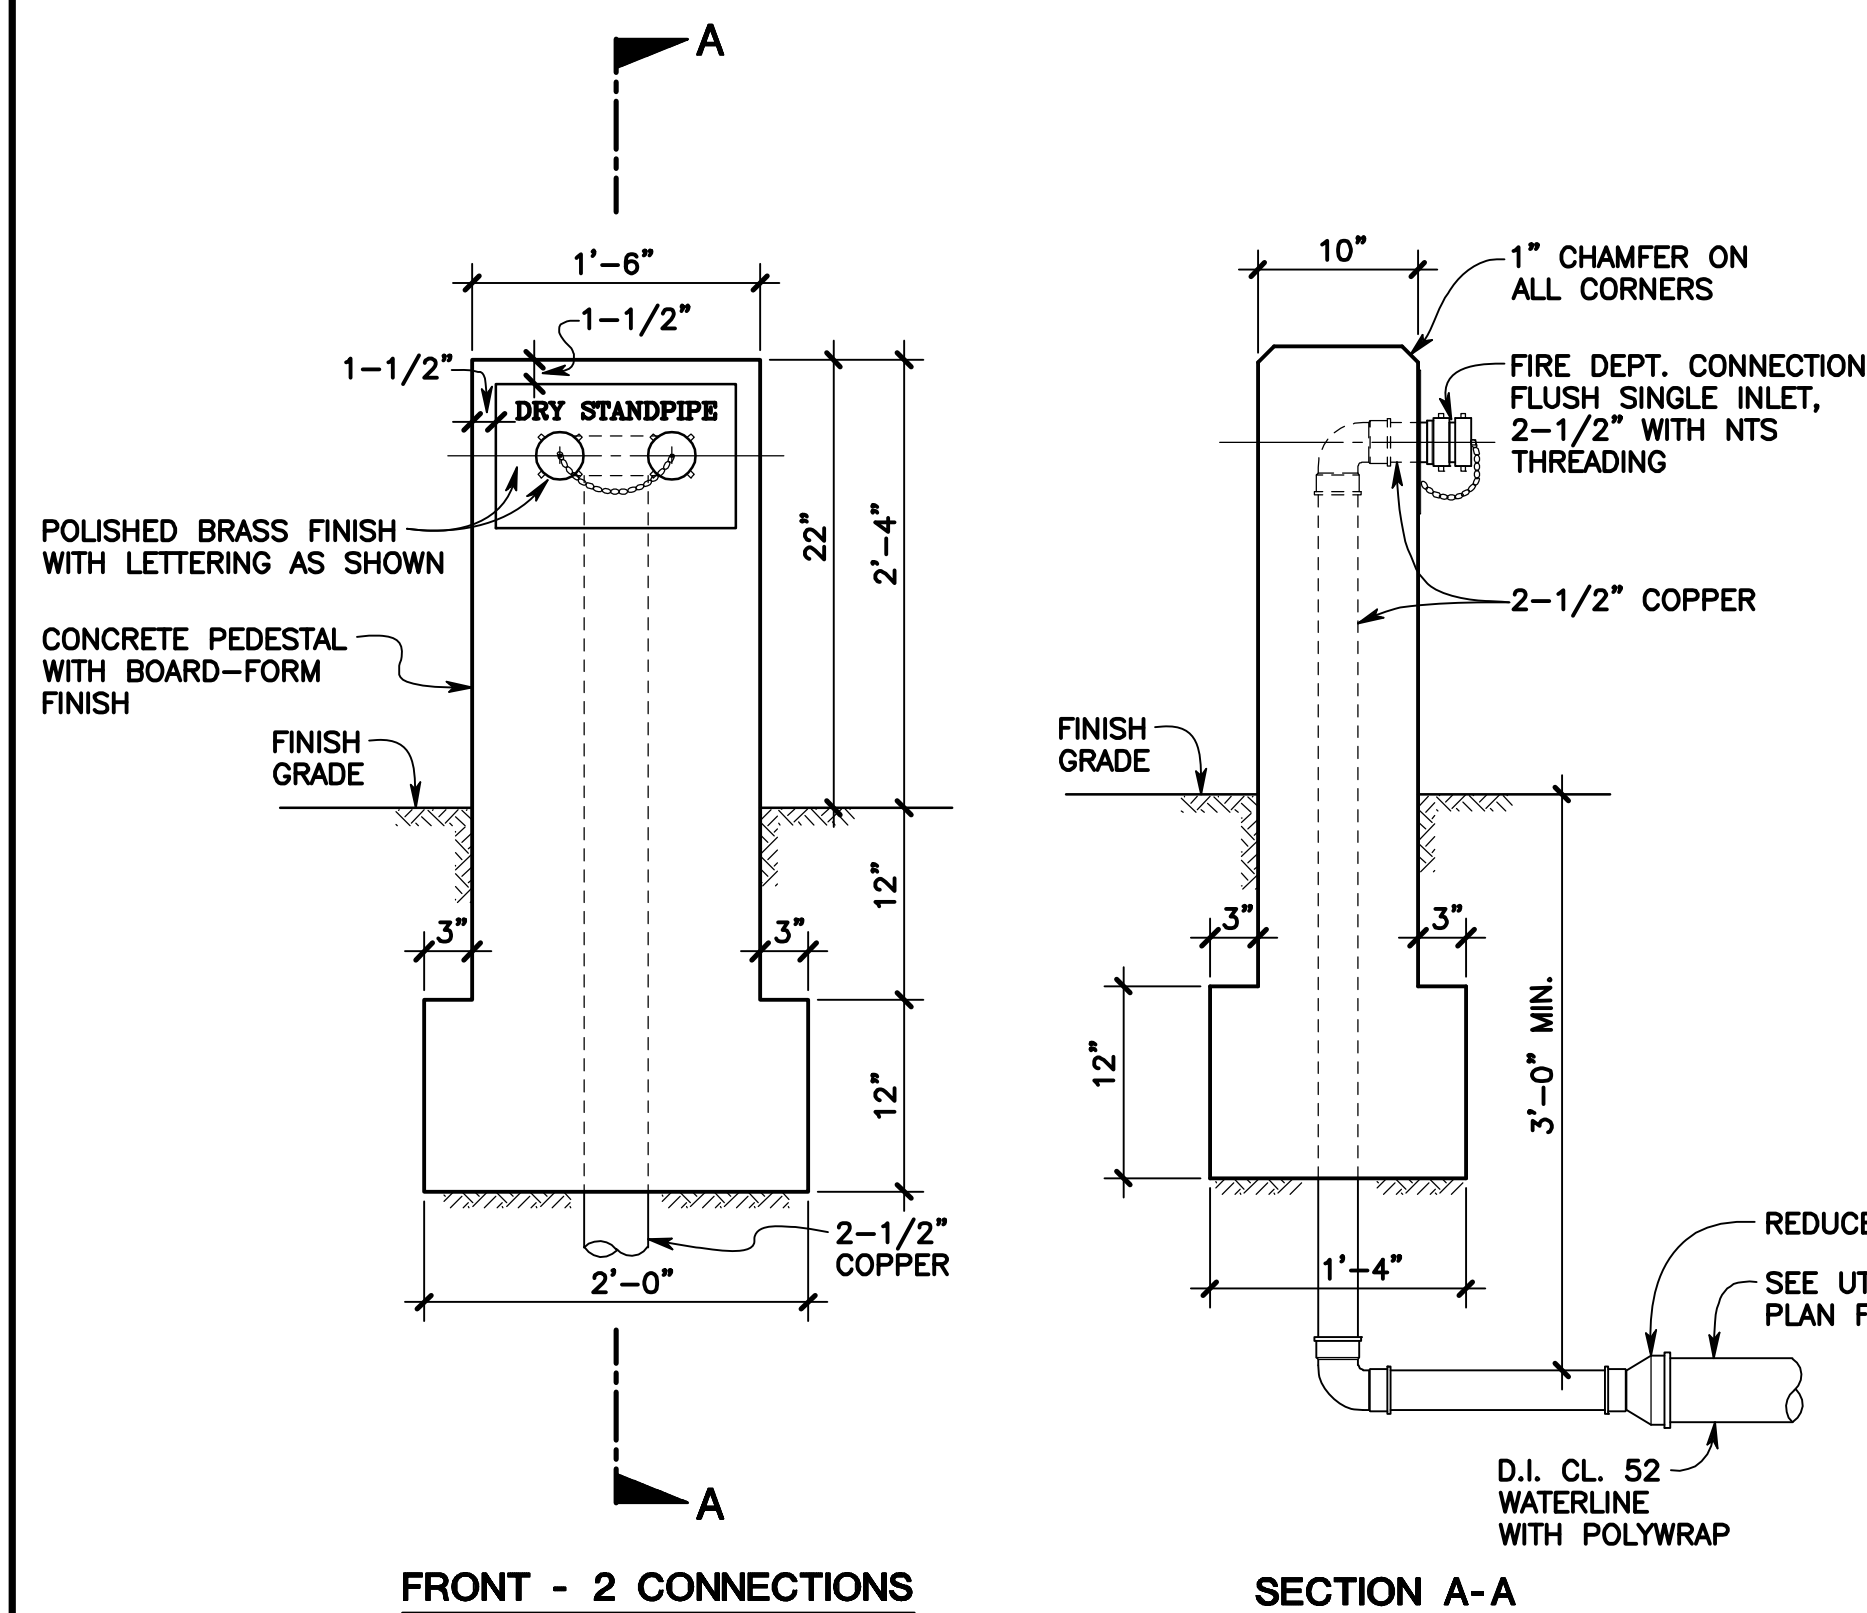 A
1'-6"
1-1/2"
1-1/2"
DRY STANDPIPE
POLISHED BRASS FINISH
WITH LETTERING AS SHOWN
CONCRETE PEDESTAL
WITH BOARD-FORM
FINISH
FINISH
GRADE
22"
2'-4"
12"
3"
3"
12"
2-1/2"
COPPER
2'-0"
A
FRONT - 2 CONNECTIONS
10"
1" CHAMFER ON
ALL CORNERS
FIRE DEPT. CONNECTION
FLUSH SINGLE INLET,
2-1/2" WITH NTS
THREADING
2-1/2" COPPER
FINISH
GRADE
3"
3"
12"
3'-0" MIN.
1'-4"
REDUCE
SEE UT
PLAN F
D.I. CL. 52
WATERLINE
WITH POLYWRAP
SECTION A-A